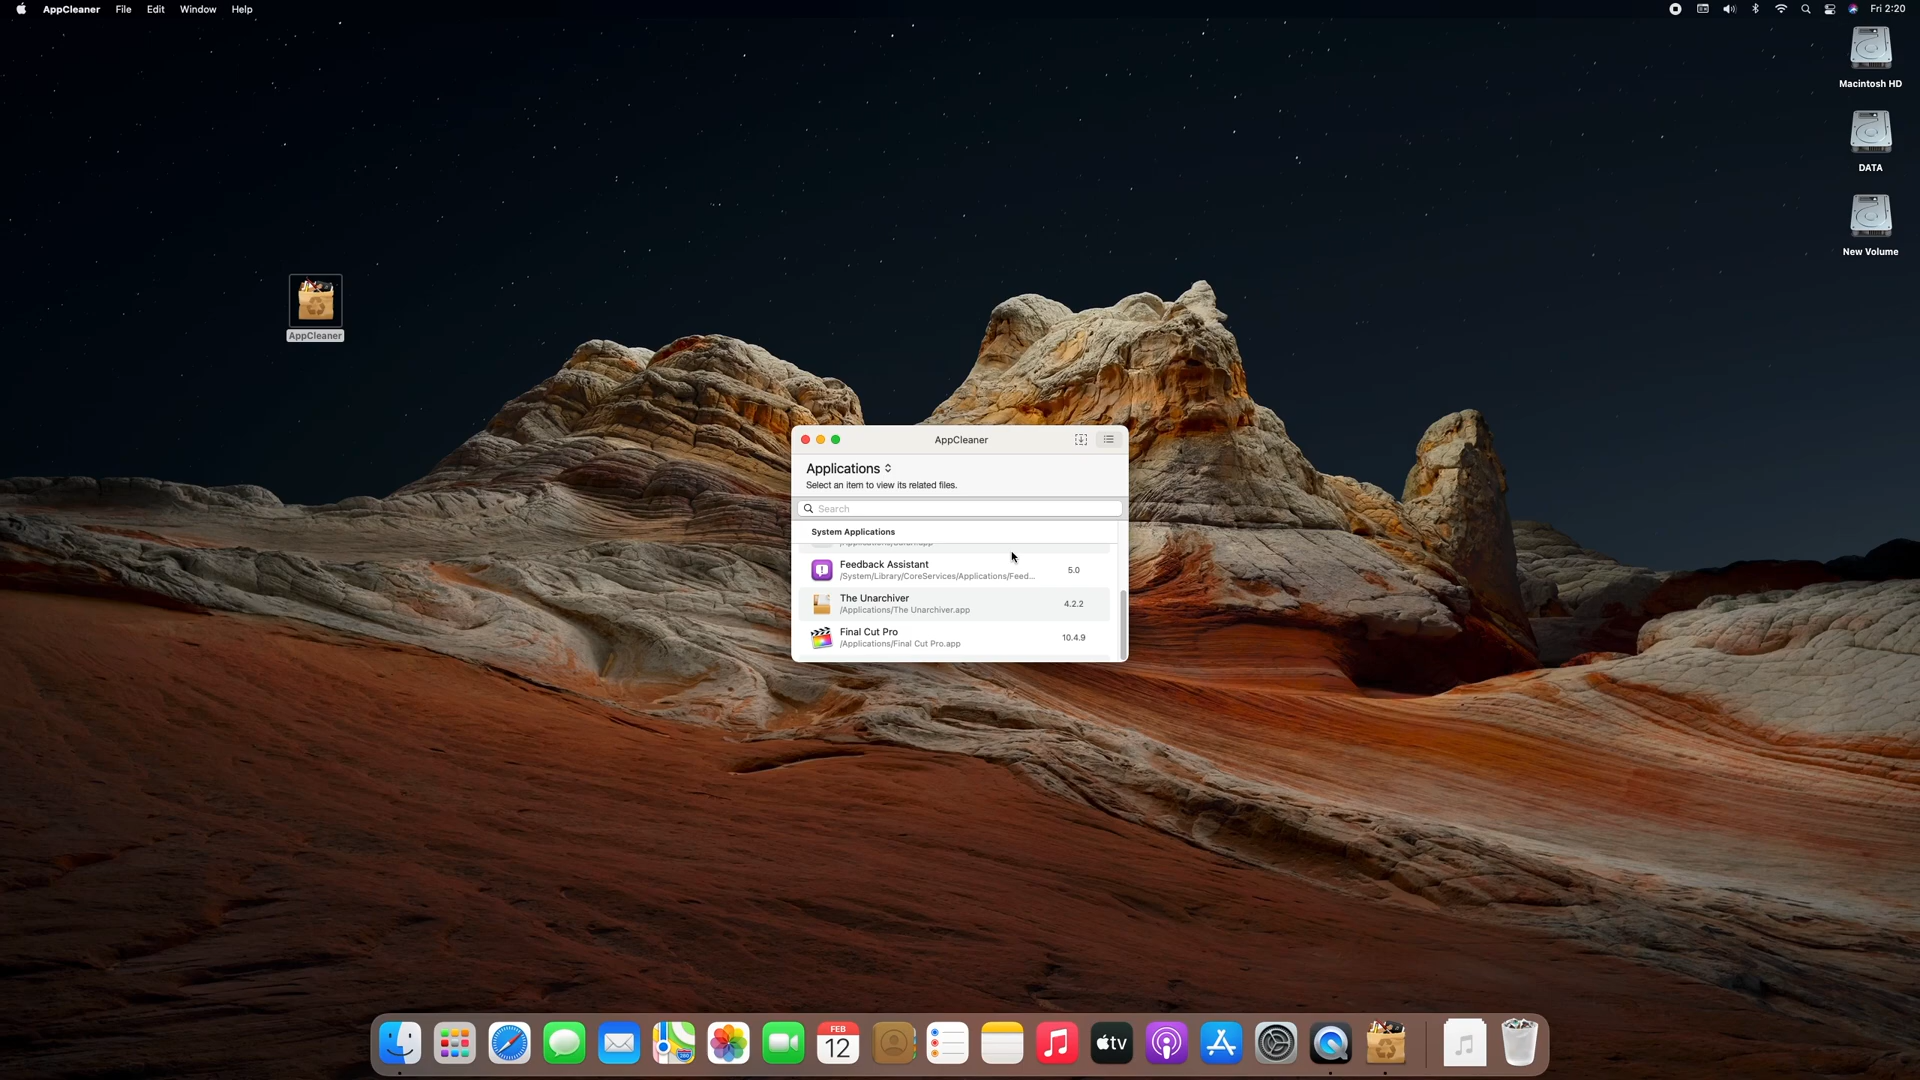 AppCleaner File Edit Window Help
Fri 2:20
Macintosh HD
DATA
New Volume
AppCleaner
AppCleaner
Applications
Select an item to view its related files.
Search
System Applications
Feedback Assistant
/System/Library/CoreServices/Applications/Feed...
5.0
The Unarchiver
/Applications/The Unarchiver.app
4.2.2
Final Cut Pro
/Applications/Final Cut Pro.app
10.4.9
FEB
12
tv